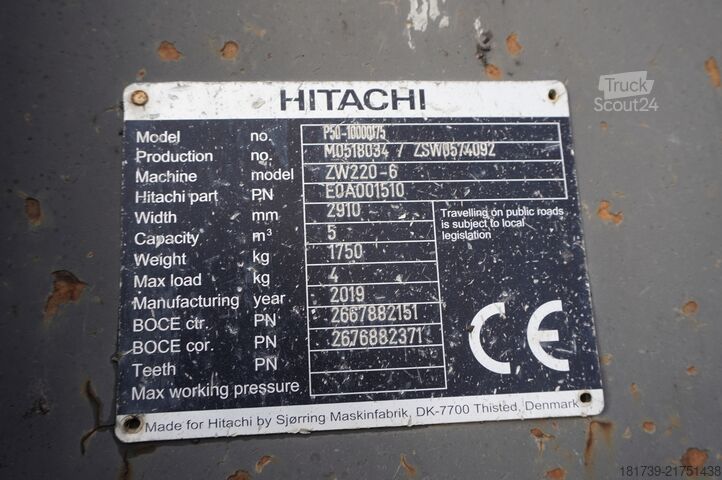 HITACHI
Truck
Scout24
Model no. P50-10000175
Production no. M0518034 / ZSW0574092
Machine model ZW220-6
Hitachi part PN E0A001510
Width mm 2910
Capacity m³ 5
Weight kg 1750
Max load kg 4
Manufacturing year 2019
BOCE ctr. PN 2667882151
BOCE cor. PN 2676882371
Teeth PN
Max working pressure
Travelling on public roads
is subject to local
legislation
CE
Made for Hitachi by Sjørring Maskinfabrik, DK-7700 Thisted, Denmark
181739-21751438